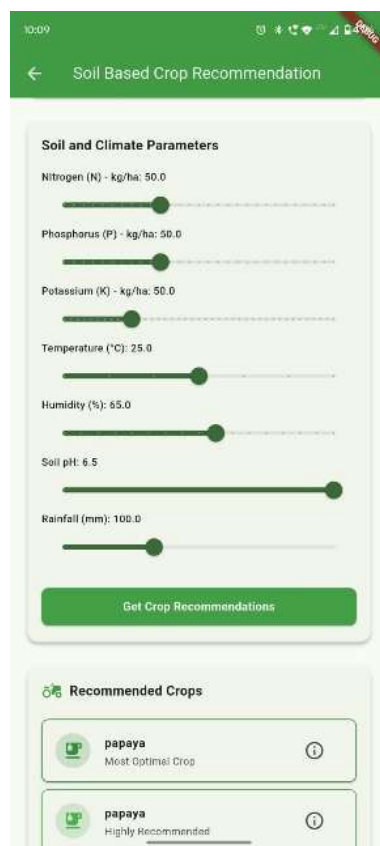 10:09
DEBUG
Soil Based Crop Recommendation
Soil and Climate Parameters
Nitrogen (N) - kg/ha: 50.0
Phosphorus (P) - kg/ha: 50.0
Potassium (K) - kg/ha: 50.0
Temperature (°C): 25.0
Humidity (%): 65.0
Soil pH: 6.5
Rainfall (mm): 100.0
Get Crop Recommendations
Recommended Crops
papaya
Most Optimal Crop
papaya
Highly Recommended